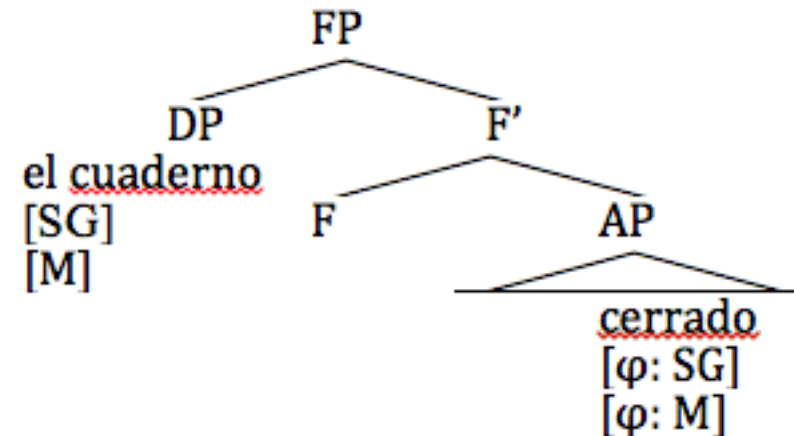 FP
DP F’
el cuaderno
[SG] F AP
[M]
cerrado
[φ: SG]
[φ: M]